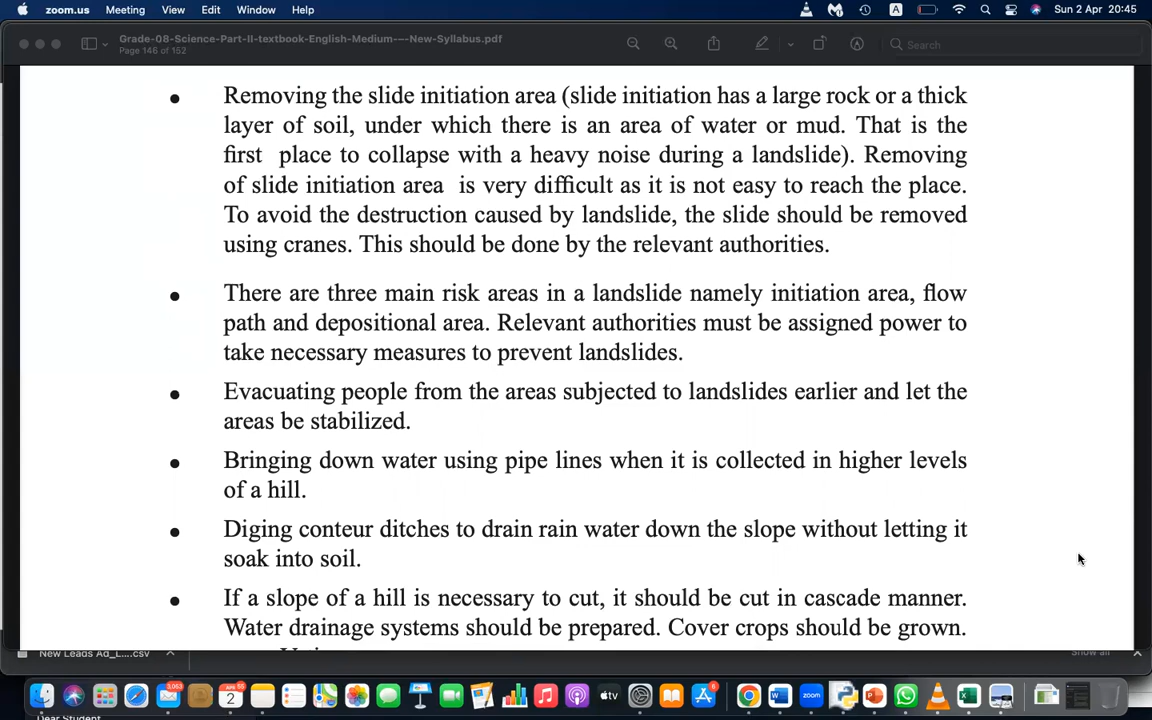 zoom.us Meeting View Edit Window Help
A
Sun 2 Apr 20:45
Grade-08-Science-Part-II-textbook-English-Medium-–-New-Syllabus.pdf
Page 146 of 152
Search
• Removing the slide initiation area (slide initiation has a large rock or a thick
layer of soil, under which there is an area of water or mud. That is the
first place to collapse with a heavy noise during a landslide). Removing
of slide initiation area is very difficult as it is not easy to reach the place.
To avoid the destruction caused by landslide, the slide should be removed
using cranes. This should be done by the relevant authorities.
• There are three main risk areas in a landslide namely initiation area, flow
path and depositional area. Relevant authorities must be assigned power to
take necessary measures to prevent landslides.
• Evacuating people from the areas subjected to landslides earlier and let the
areas be stabilized.
• Bringing down water using pipe lines when it is collected in higher levels
of a hill.
• Diging conteur ditches to drain rain water down the slope without letting it
soak into soil.
• If a slope of a hill is necessary to cut, it should be cut in cascade manner.
Water drainage systems should be prepared. Cover crops should be grown.
New Leads Ad_L....csv
Show all
5,063
APR
2
tv
zoom
Dear Student